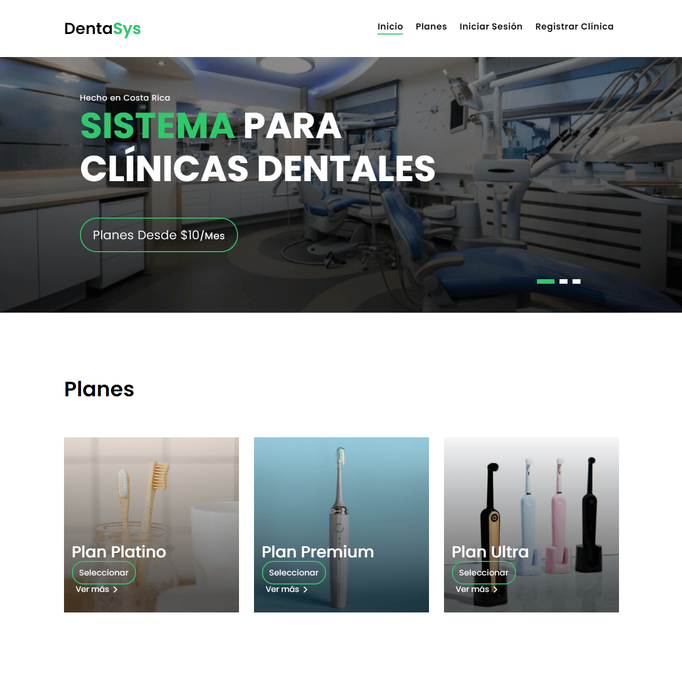 DentaSys
Inicio Planes Iniciar Sesión Registrar Clínica
Hecho en Costa Rica
SISTEMA PARA
CLÍNICAS DENTALES
Planes Desde $10/Mes
Planes
Plan Platino
Seleccionar
Ver más
Plan Premium
Seleccionar
Ver más
Plan Ultra
Seleccionar
Ver más